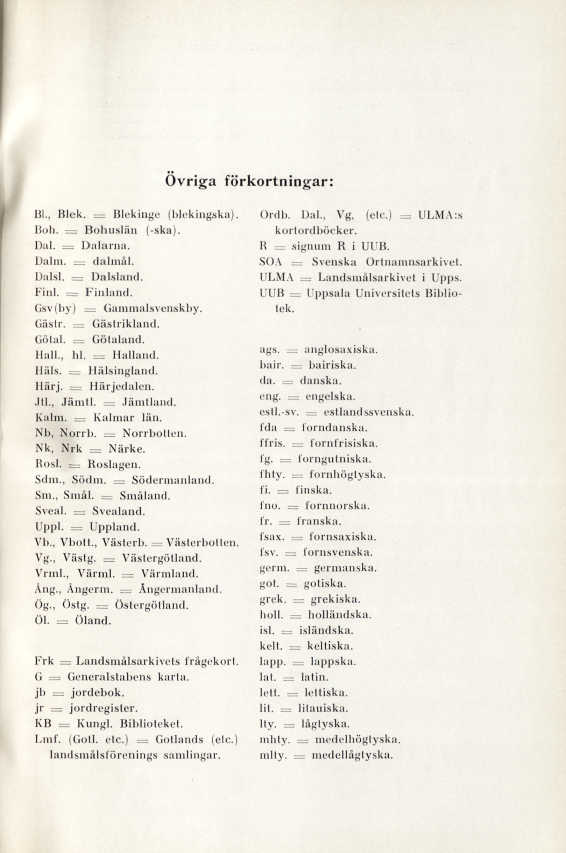 Övriga förkortningar:
Bl., Blek. = Blekinge (blekingska).
Boh. = Bohuslän (-ska).
Dal. = Dalarna.
Dalm. = dalmål.
Dalsl. = Dalsland.
Finl. = Finland.
Gsv(by) = Gammalsvenskby.
Gästr. = Gästrikland.
Götal. = Götaland.
Hall., hl. = Halland.
Häls. = Hälsingland.
Härj. = Härjedalen.
Jtl., Jämtl. = Jämtland.
Kalm. = Kalmar län.
Nb, Norrb. = Norrbotten.
Nk, Nrk = Närke.
Rosl. = Roslagen.
Sdm., Södm. = Södermanland.
Sm., Smål. = Småland.
Sveal. = Svealand.
Uppl. = Uppland.
Vb., Vbott., Västerb. = Västerbotten.
Vg., Västg. = Västergötland.
Vrml., Värml. = Värmland.
Ång., Ångerm. = Ångermanland.
Ög., Östg. = Östergötland.
Öl. = Öland.
Frk = Landsmålsarkivets frågekort.
G = Generalstabens karta.
jb = jordebok.
jr = jordregister.
KB = Kungl. Biblioteket.
Lmf. (Gotl. etc.) = Gotlands (etc.)
landsmålsförenings samlingar.
Ordb. Dal., Vg. (etc.) = ULMA:s
kortordböcker.
R = signum R i UUB.
SOA = Svenska Ortnamnsarkivet.
ULMA = Landsmålsarkivet i Upps.
UUB = Uppsala Universitets Biblio-
tek.
ags. = anglosaxiska.
bair. = bairiska.
da. = danska.
eng. = engelska.
estl.-sv. = estlandssvenska.
fda = forndanska.
ffris. = fornfrisiska.
fg. = forngutniska.
fhty. = fornhögtyska.
fi. = finska.
fno. = fornnorska.
fr. = franska.
fsax. = fornsaxiska.
fsv. = fornsvenska.
germ. = germanska.
got. = gotiska.
grek. = grekiska.
holl. = holländska.
isl. = isländska.
kelt. = keltiska.
lapp. = lappska.
lat. = latin.
lett. = lettiska.
lit. = litauiska.
lty. = lågtyska.
mhty. = medelhögtyska.
mlty. = medellågtyska.